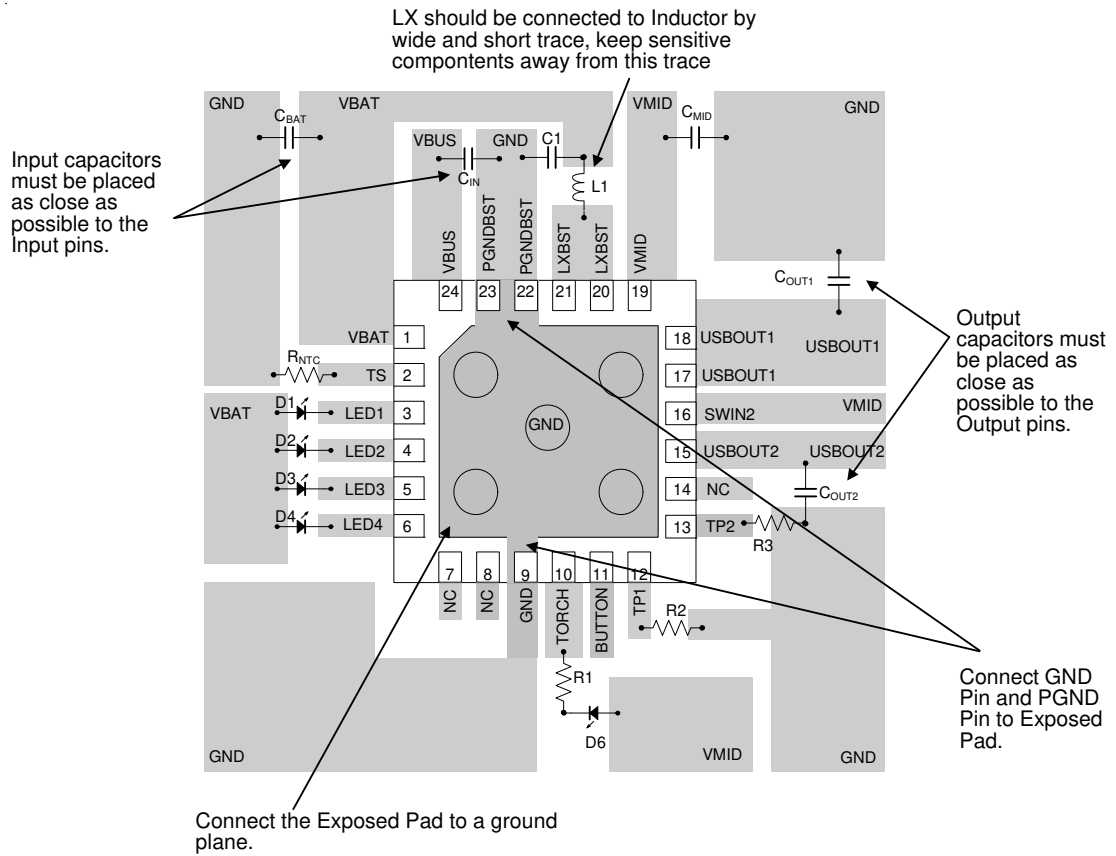 LX should be connected to Inductor by
wide and short trace, keep sensitive
compontents away from this trace
GND
VBAT
VMID
GND
CBAT
CMID
VBUS
GND
C1
CIN
L1
Input capacitors
must be placed
as close as
possible to the
Input pins.
VBUS
PGNDBST
PGNDBST
LXBST
LXBST
VMID
24
23
22
21
20
19
COUT1
Output
capacitors must
be placed as
close as
possible to the
Output pins.
VBAT
1
18
USBOUT1
USBOUT1
RNTC
TS
2
17
USBOUT1
VBAT
D1
LED1
3
16
SWIN2
VMID
GND
D2
LED2
4
15
USBOUT2
USBOUT2
D3
LED3
5
14
NC
COUT2
D4
LED4
6
13
TP2
R3
7
8
9
10
11
12
NC
NC
GND
TORCH
BUTTON
TP1
R2
R1
D6
GND
VMID
GND
Connect GND
Pin and PGND
Pin to Exposed
Pad.
Connect the Exposed Pad to a ground
plane.